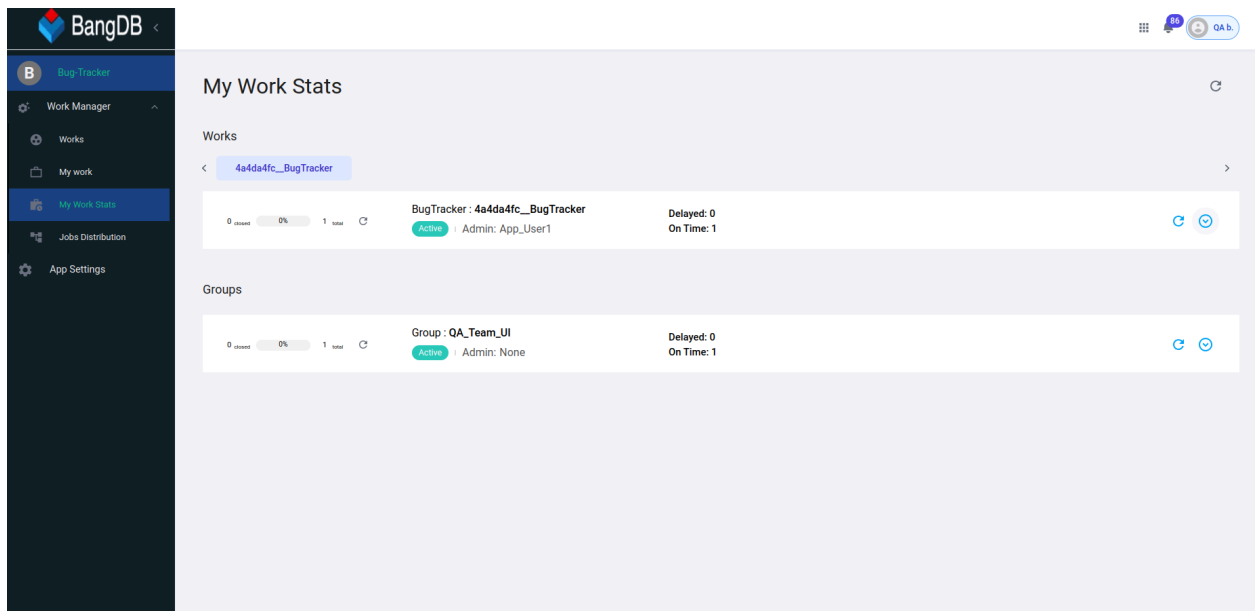 BangDB
86
QA b.
B
Bug-Tracker
Work Manager
Works
My work
My Work Stats
Jobs Distribution
App Settings
My Work Stats
Works
4a4da4fc__BugTracker
0 closed 0% 1 total
BugTracker : 4a4da4fc__BugTracker
Active | Admin: App_User1
Delayed: 0
On Time: 1
Groups
0 closed 0% 1 total
Group : QA_Team_UI
Active | Admin: None
Delayed: 0
On Time: 1